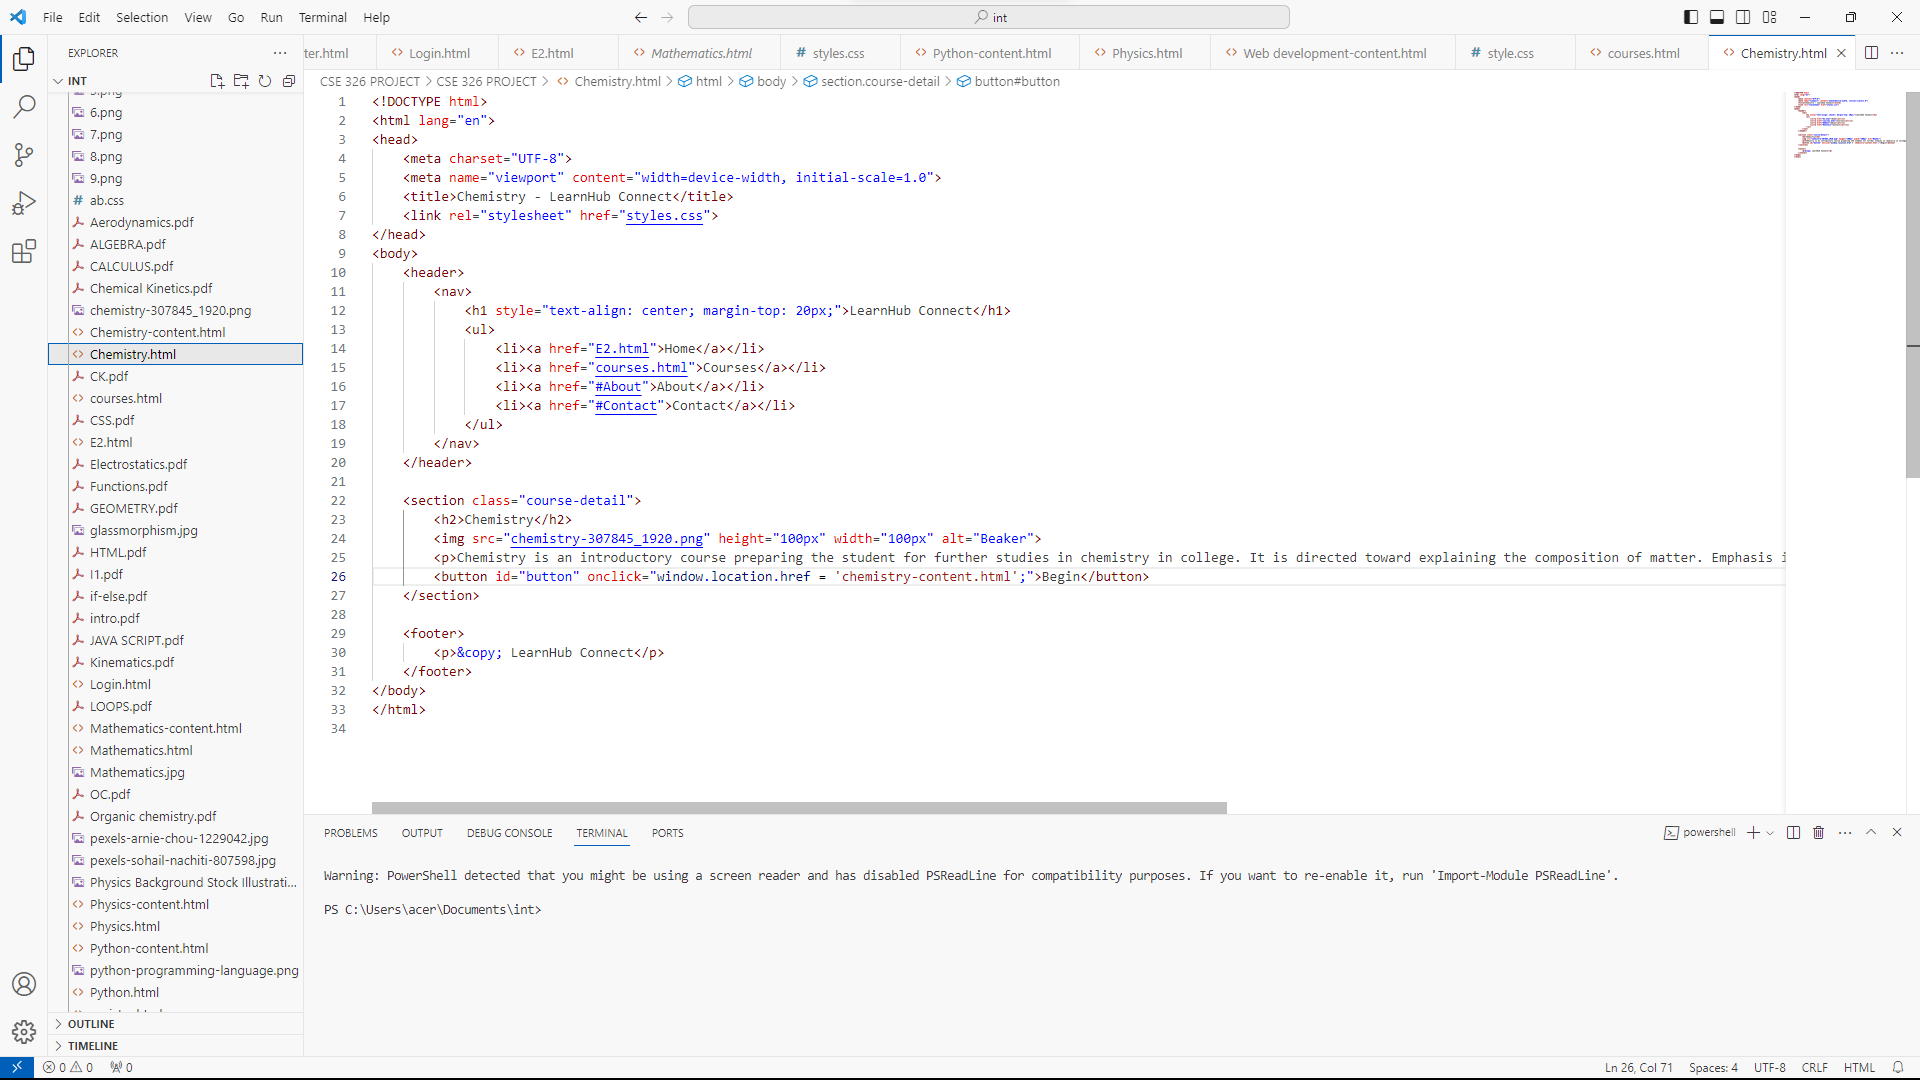 File Edit Selection View Go Run Terminal Help
int
EXPLORER
ter.html Login.html E2.html Mathematics.html styles.css Python-content.html Physics.html Web development-content.html style.css courses.html Chemistry.html
INT
CSE 326 PROJECT > CSE 326 PROJECT > Chemistry.html > html > body > section.course-detail > button#button
6.png
7.png
8.png
9.png
ab.css
Aerodynamics.pdf
ALGEBRA.pdf
CALCULUS.pdf
Chemical Kinetics.pdf
chemistry-307845_1920.png
Chemistry-content.html
Chemistry.html
CK.pdf
courses.html
CSS.pdf
E2.html
Electrostatics.pdf
Functions.pdf
GEOMETRY.pdf
glassmorphism.jpg
HTML.pdf
I1.pdf
if-else.pdf
intro.pdf
JAVA SCRIPT.pdf
Kinematics.pdf
Login.html
LOOPS.pdf
Mathematics-content.html
Mathematics.html
Mathematics.jpg
OC.pdf
Organic chemistry.pdf
pexels-arnie-chou-1229042.jpg
pexels-sohail-nachiti-807598.jpg
Physics Background Stock Illustrati...
Physics-content.html
Physics.html
Python-content.html
python-programming-language.png
Python.html
OUTLINE
TIMELINE
1 <!DOCTYPE html>
2 <html lang="en">
3 <head>
4 <meta charset="UTF-8">
5 <meta name="viewport" content="width=device-width, initial-scale=1.0">
6 <title>Chemistry - LearnHub Connect</title>
7 <link rel="stylesheet" href="styles.css">
8 </head>
9 <body>
10 <header>
11 <nav>
12 <h1 style="text-align: center; margin-top: 20px;">LearnHub Connect</h1>
13 <ul>
14 <li><a href="E2.html">Home</a></li>
15 <li><a href="courses.html">Courses</a></li>
16 <li><a href="#About">About</a></li>
17 <li><a href="#Contact">Contact</a></li>
18 </ul>
19 </nav>
20 </header>
21
22 <section class="course-detail">
23 <h2>Chemistry</h2>
24 <img src="chemistry-307845_1920.png" height="100px" width="100px" alt="Beaker">
25 <p>Chemistry is an introductory course preparing the student for further studies in chemistry in college. It is directed toward explaining the composition of matter. Emphasis i
26 <button id="button" onclick="window.location.href = 'chemistry-content.html';">Begin</button>
27 </section>
28
29 <footer>
30 <p>&copy; LearnHub Connect</p>
31 </footer>
32 </body>
33 </html>
34
PROBLEMS OUTPUT DEBUG CONSOLE TERMINAL PORTS
powershell
Warning: PowerShell detected that you might be using a screen reader and has disabled PSReadLine for compatibility purposes. If you want to re-enable it, run 'Import-Module PSReadLine'.
PS C:\Users\acer\Documents\int>
0 0 0
Ln 26, Col 71 Spaces: 4 UTF-8 CRLF HTML